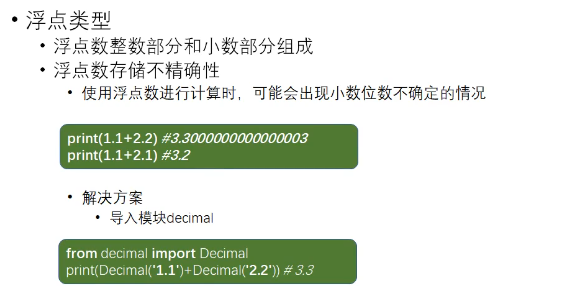 • 浮点类型
• 浮点数整数部分和小数部分组成
• 浮点数存储不精确性
• 使用浮点数进行计算时，可能会出现小数位数不确定的情况
print(1.1+2.2) #3.3000000000000003
print(1.1+2.1) #3.2
• 解决方案
• 导入模块decimal
from decimal import Decimal
print(Decimal('1.1')+Decimal('2.2')) # 3.3